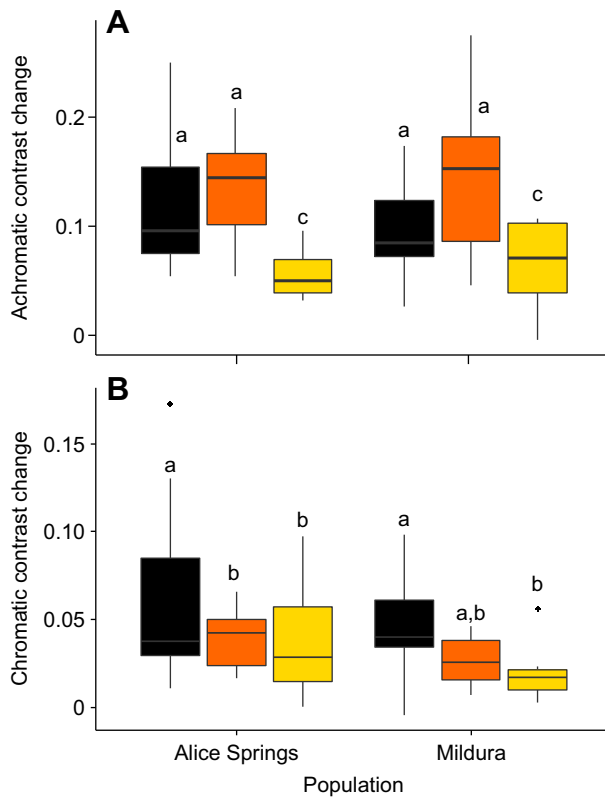 A
Achromatic contrast change
0.2
0.1
0
a
a
c
a
a
c
B
Chromatic contrast change
0.15
0.10
0.05
0
a
b
b
a
a,b
b
Alice Springs
Mildura
Population